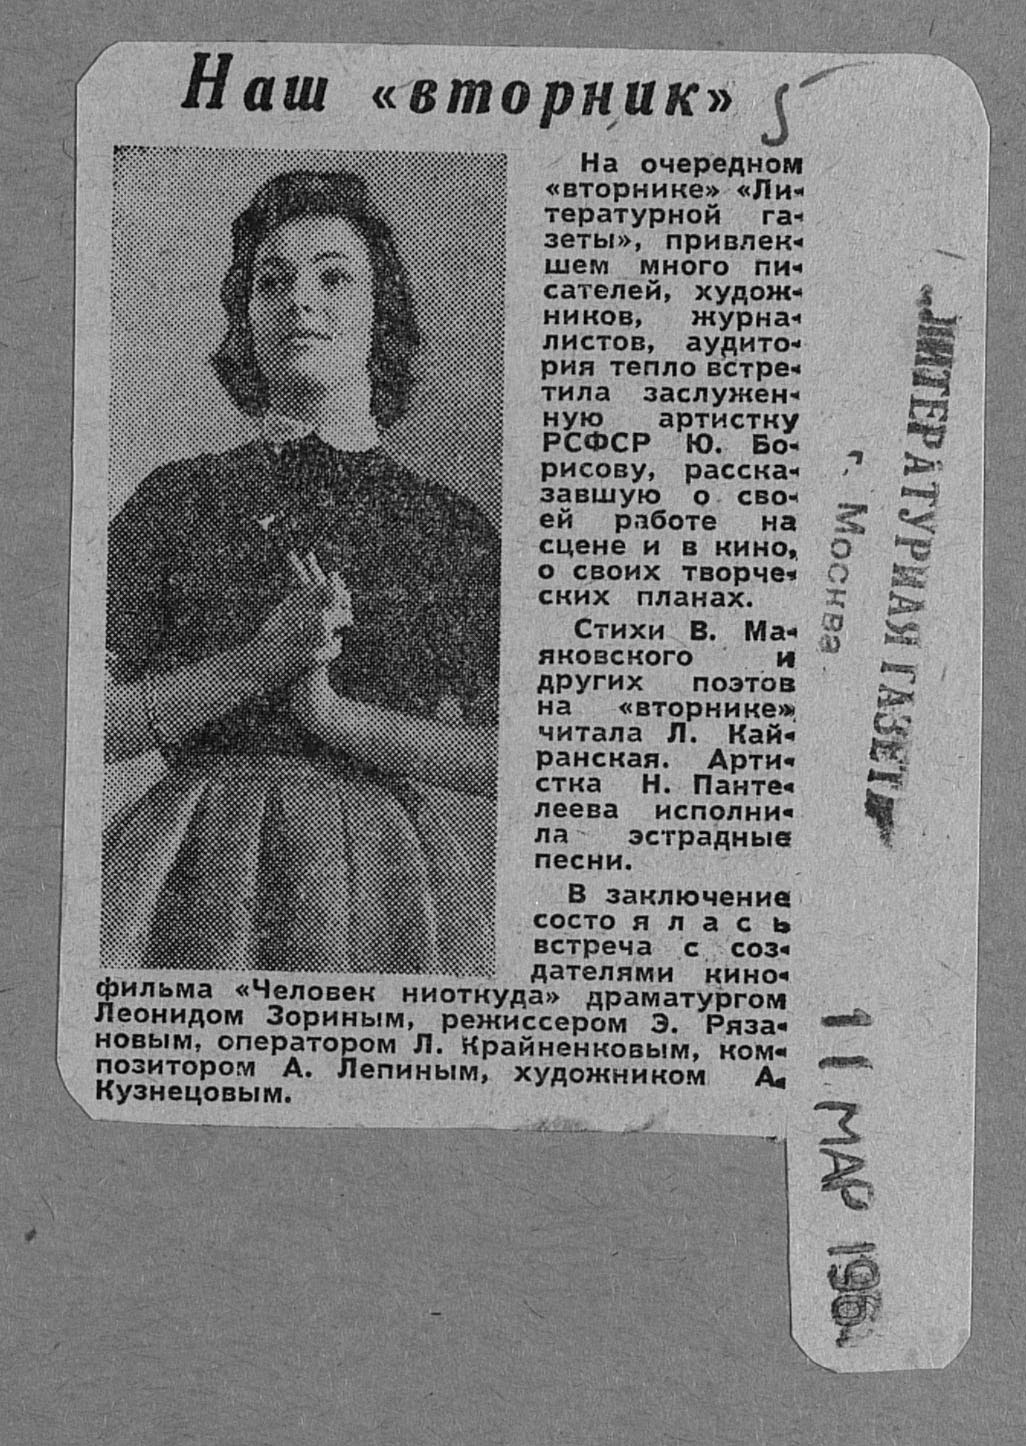 Наш «вторник»
5
На очередном
«вторнике» «Ли-
тературной га-
зеты», привлек-
шем много пи-
сателей, худож-
ников, журна-
листов, аудито-
рия тепло встре-
тила заслужен-
ную артистку
РСФСР Ю. Бо-
рисову, расска-
завшую о сво-
ей работе на
сцене и в кино,
о своих творче-
ских планах.
Стихи В. Ма-
яковского и
других поэтов
на «вторнике»
читала Л. Кай-
ранская. Арти-
стка Н. Панте-
леева исполни-
ла эстрадные
песни.
В заключение
состоялась
встреча с соз-
дателями кино-
фильма «Человек ниоткуда» драматургом
Леонидом Зориным, режиссером Э. Ряза-
новым, оператором Л. Крайненковым, ком-
позитором А. Лепиным, художником А.
Кузнецовым.
ЛИТЕРАТУРНАЯ ГАЗЕТА
г. Москва
11 МАР 196